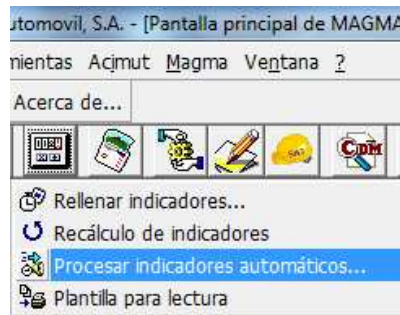 utomovil, S.A. - [Pantalla principal de MAGMA
mientas Acimut Magma Ventana ?
Acerca de...
CDM
Rellenar indicadores...
Recálculo de indicadores
Procesar indicadores automáticos...
Plantilla para lectura